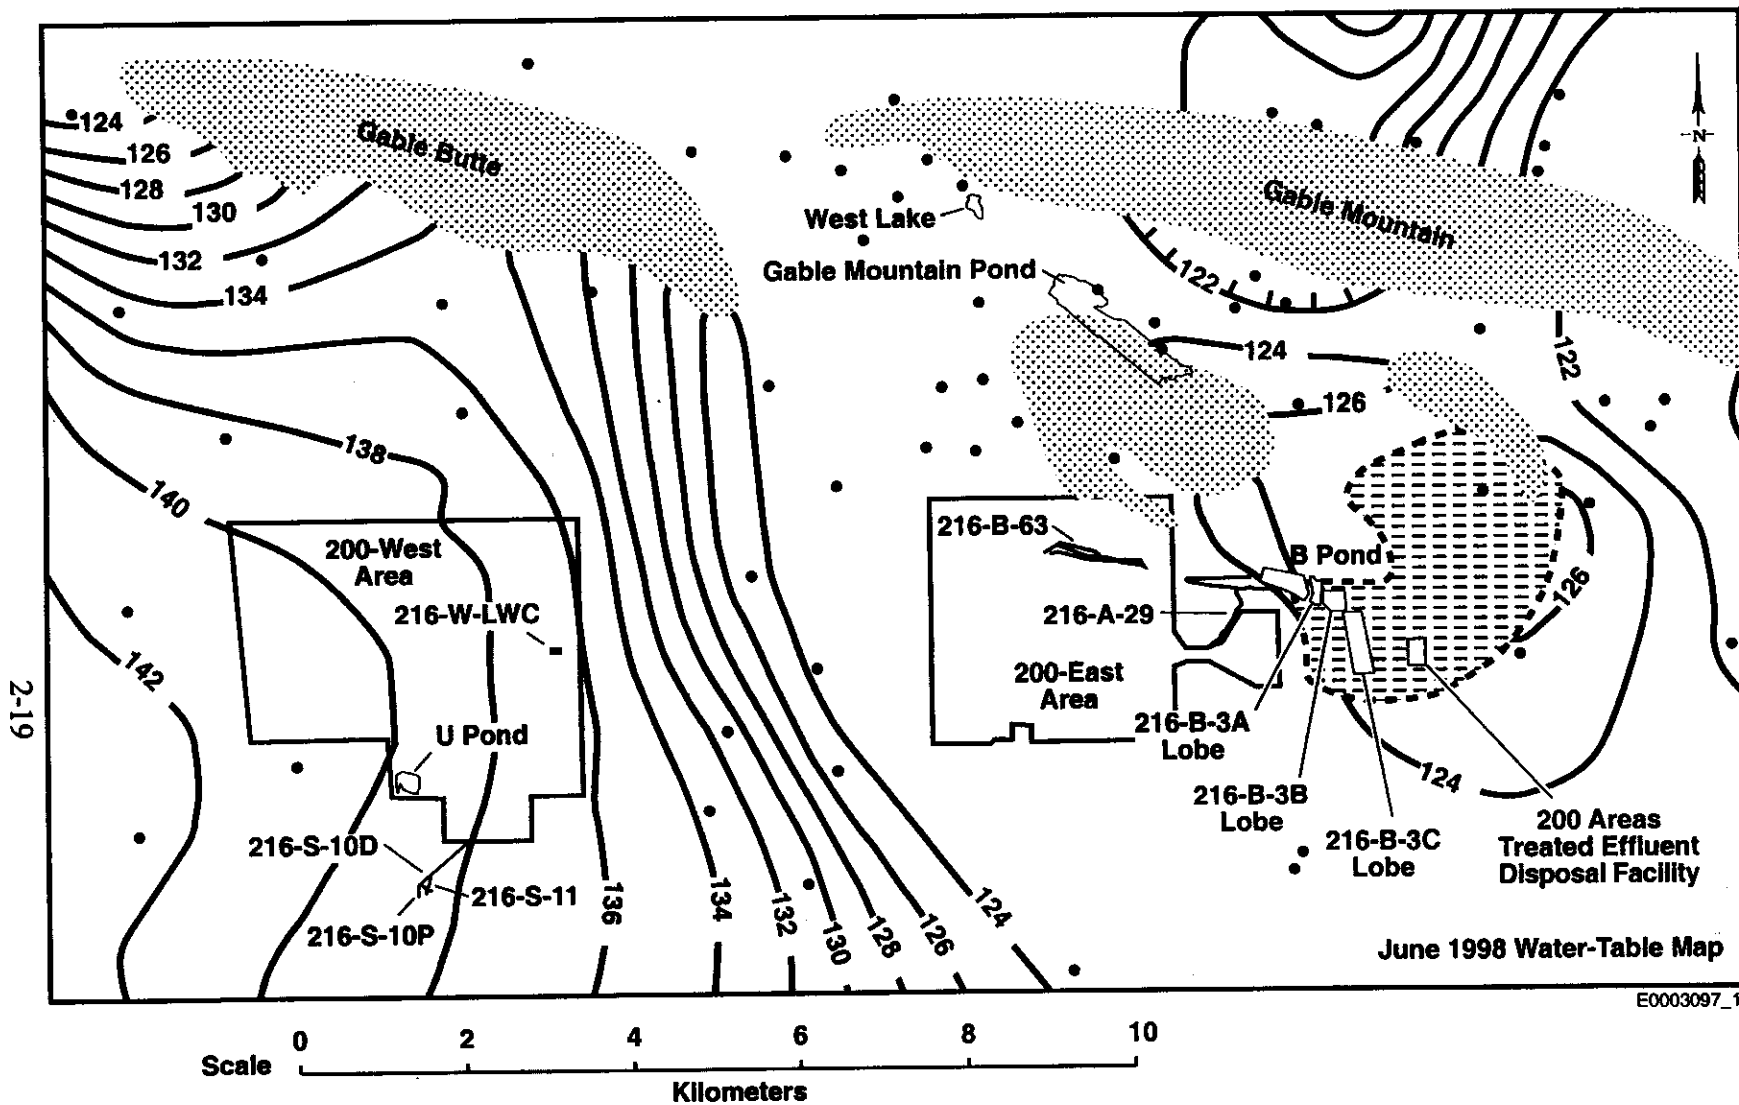 124
126
128
130
132
134
Gable Butte
N
West Lake
Gable Mountain
Gable Mountain Pond
122
124
122
126
138
140
200-West
Area
216-W-LWC
142
U Pond
216-B-63
B Pond
216-A-29
126
200-East
Area
216-B-3A
Lobe
124
216-B-3B
Lobe
216-B-3C
Lobe
200 Areas
Treated Effluent
Disposal Facility
216-S-10D
216-S-11
216-S-10P
136
134
132
130
128
126
124
June 1998 Water-Table Map
E0003097_1
2-19
0 2 4 6 8 10
Scale
Kilometers